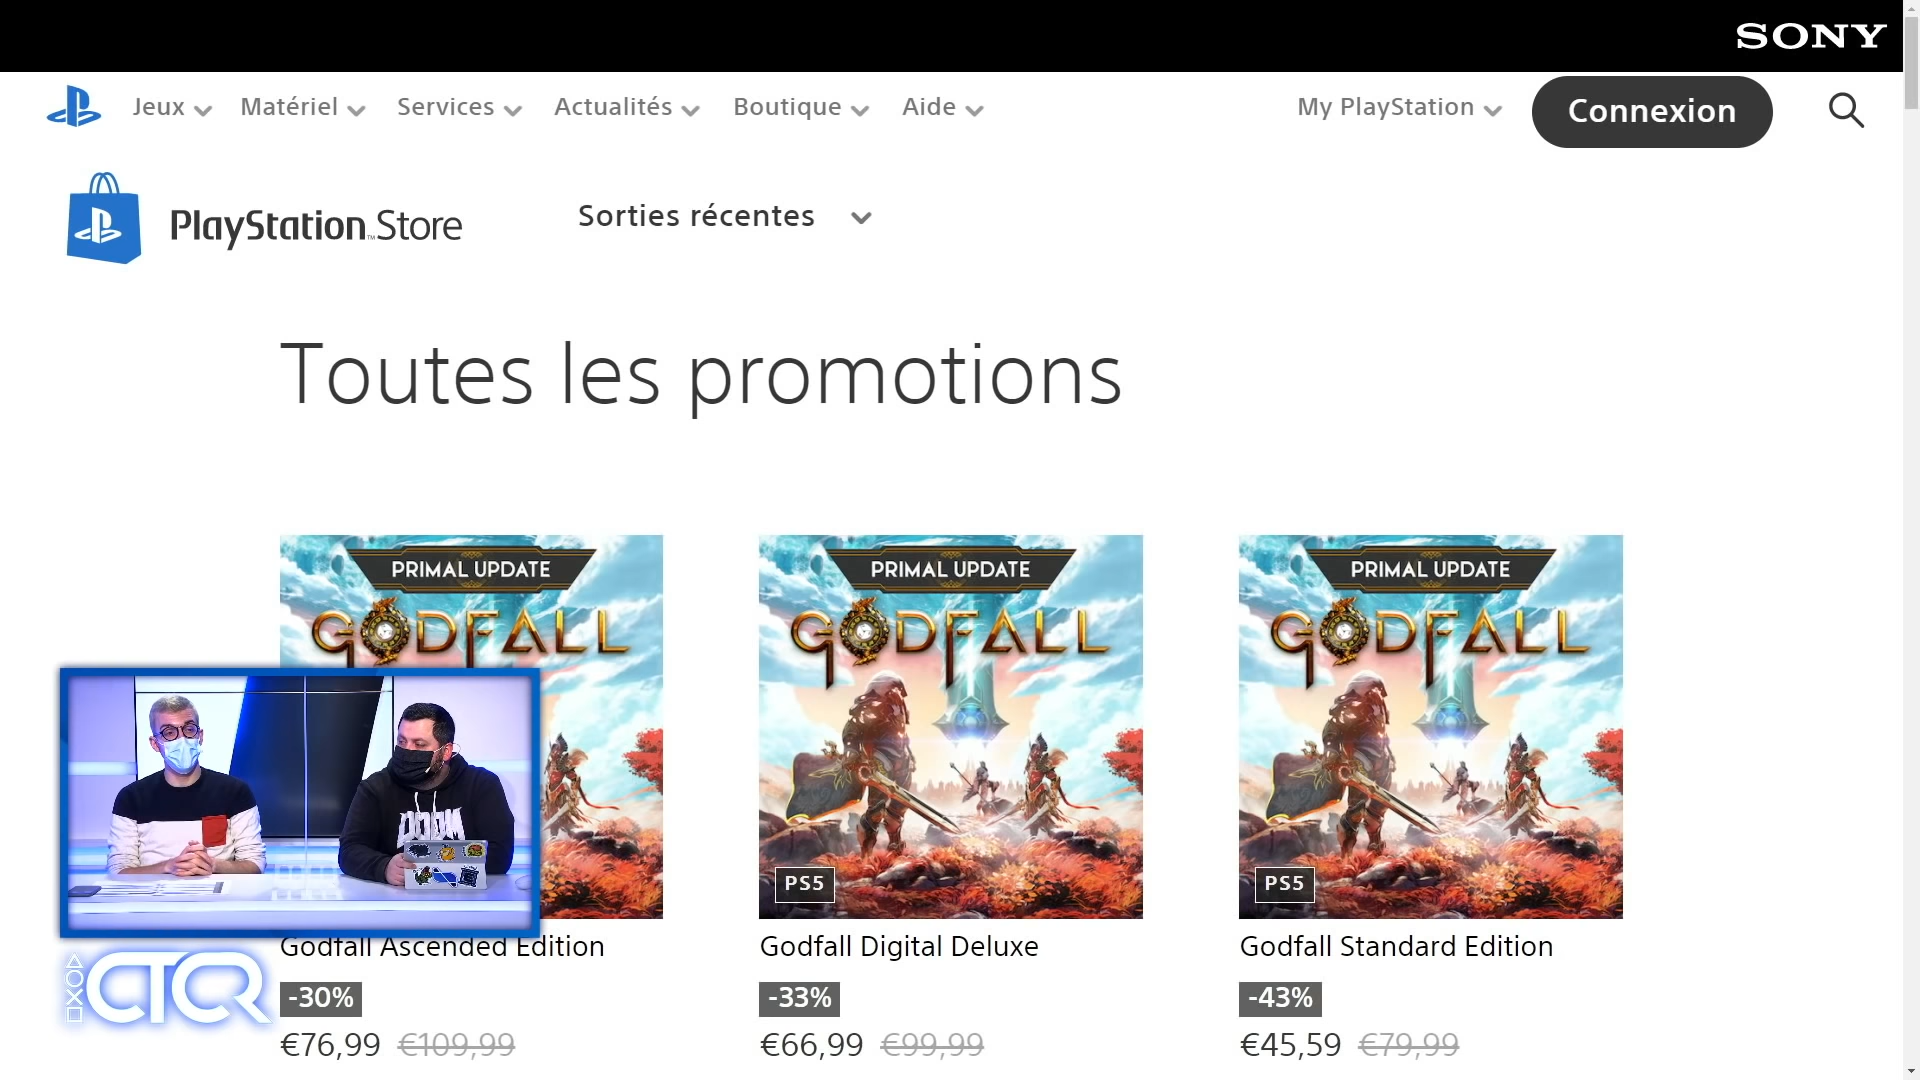 SONY
Jeux Matériel Services Actualités Boutique Aide My PlayStation Connexion
PlayStation™Store Sorties récentes
Toutes les promotions
PRIMAL UPDATE PRIMAL UPDATE PRIMAL UPDATE
GODFALL GODFALL GODFALL
DOOM
PS5 PS5
Godfall Ascended Edition Godfall Digital Deluxe Godfall Standard Edition
CTCR
-30% -33% -43%
€76,99 €109,99 €66,99 €99,99 €45,59 €79,99